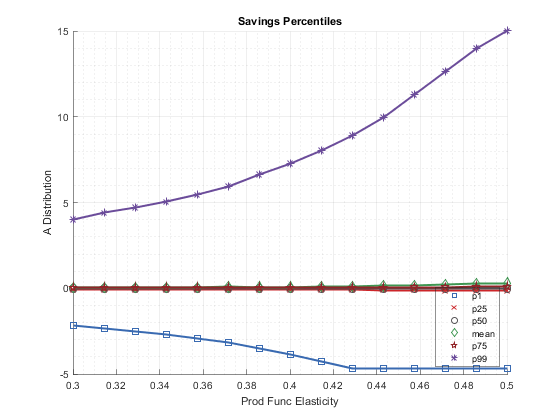 Savings Percentiles
15
10
5
0
-5
A Distribution
0.3 0.32 0.34 0.36 0.38 0.4 0.42 0.44 0.46 0.48 0.5
Prod Func Elasticity
p1
p25
p50
mean
p75
p99